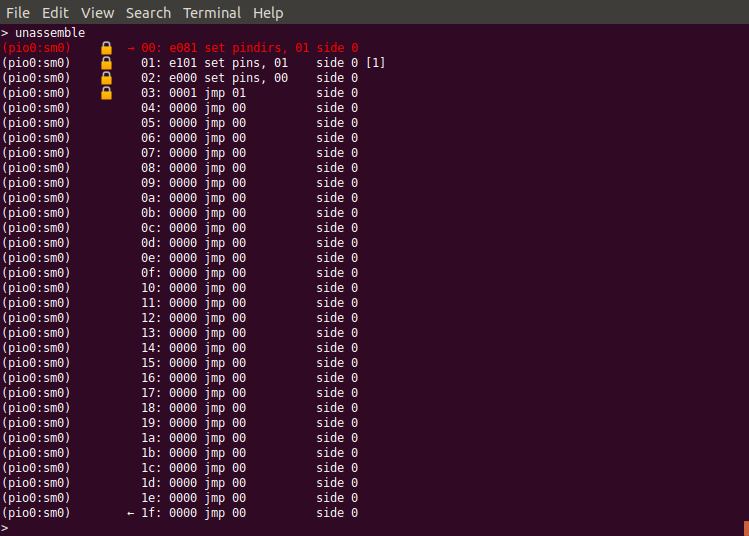 File Edit View Search Terminal Help
> unassemble
(pio0:sm0) 🔒 → 00: e081 set pindirs, 01 side 0
(pio0:sm0) 🔒 01: e101 set pins, 01 side 0 [1]
(pio0:sm0) 🔒 02: e000 set pins, 00 side 0
(pio0:sm0) 🔒 03: 0001 jmp 01 side 0
(pio0:sm0) 04: 0000 jmp 00 side 0
(pio0:sm0) 05: 0000 jmp 00 side 0
(pio0:sm0) 06: 0000 jmp 00 side 0
(pio0:sm0) 07: 0000 jmp 00 side 0
(pio0:sm0) 08: 0000 jmp 00 side 0
(pio0:sm0) 09: 0000 jmp 00 side 0
(pio0:sm0) 0a: 0000 jmp 00 side 0
(pio0:sm0) 0b: 0000 jmp 00 side 0
(pio0:sm0) 0c: 0000 jmp 00 side 0
(pio0:sm0) 0d: 0000 jmp 00 side 0
(pio0:sm0) 0e: 0000 jmp 00 side 0
(pio0:sm0) 0f: 0000 jmp 00 side 0
(pio0:sm0) 10: 0000 jmp 00 side 0
(pio0:sm0) 11: 0000 jmp 00 side 0
(pio0:sm0) 12: 0000 jmp 00 side 0
(pio0:sm0) 13: 0000 jmp 00 side 0
(pio0:sm0) 14: 0000 jmp 00 side 0
(pio0:sm0) 15: 0000 jmp 00 side 0
(pio0:sm0) 16: 0000 jmp 00 side 0
(pio0:sm0) 17: 0000 jmp 00 side 0
(pio0:sm0) 18: 0000 jmp 00 side 0
(pio0:sm0) 19: 0000 jmp 00 side 0
(pio0:sm0) 1a: 0000 jmp 00 side 0
(pio0:sm0) 1b: 0000 jmp 00 side 0
(pio0:sm0) 1c: 0000 jmp 00 side 0
(pio0:sm0) 1d: 0000 jmp 00 side 0
(pio0:sm0) 1e: 0000 jmp 00 side 0
(pio0:sm0) ← 1f: 0000 jmp 00 side 0
>